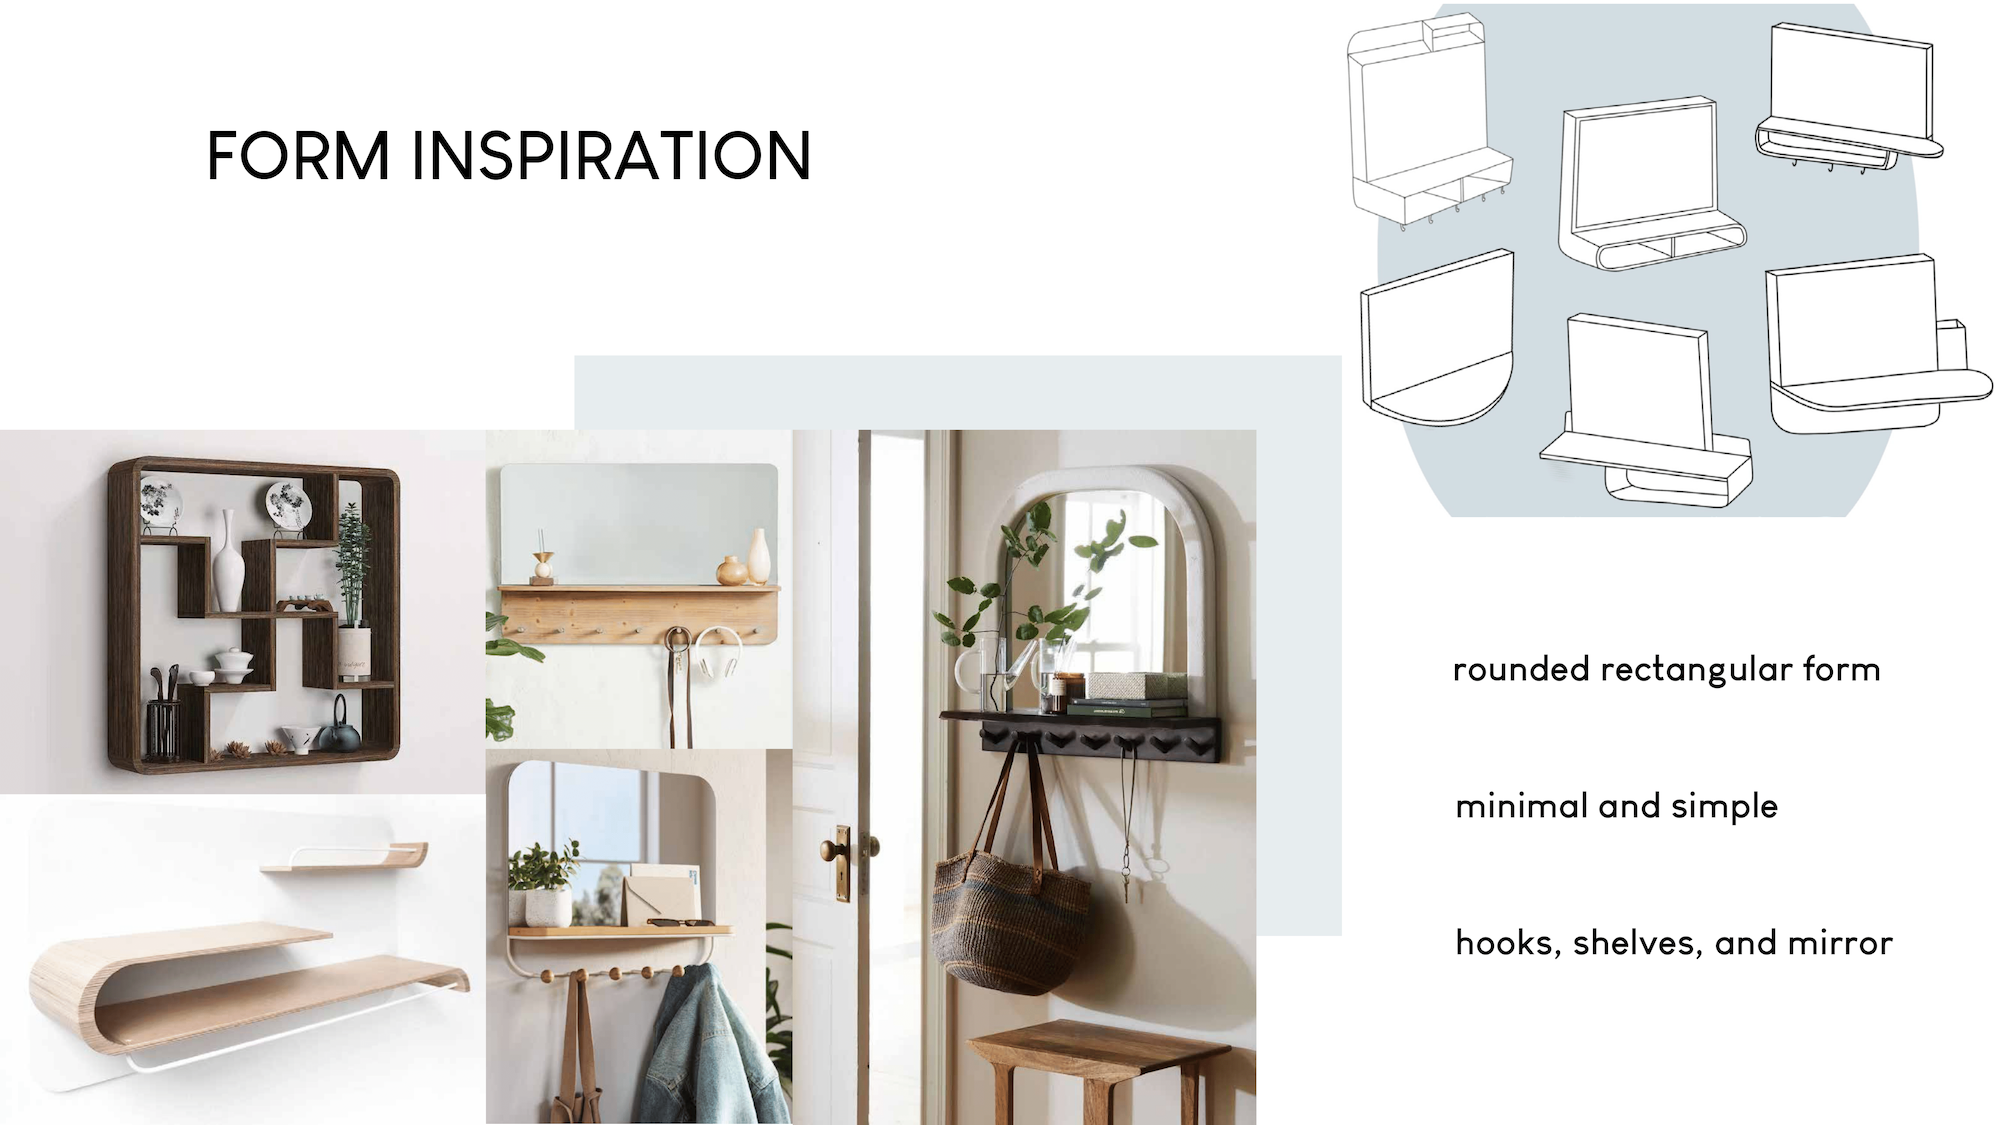 FORM INSPIRATION
rounded rectangular form
minimal and simple
hooks, shelves, and mirror